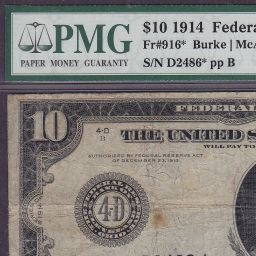 PMG
PAPER MONEY GUARANTY
$10 1914 Federa
Fr#916* Burke | McA
S/N D2486* pp B
FEDERAL
10
4-D
B
THE UNITED S
WILL PAY TO
AUTHORIZED BY FEDERAL RESERVE ACT
OF DECEMBER 23, 1913
4-D